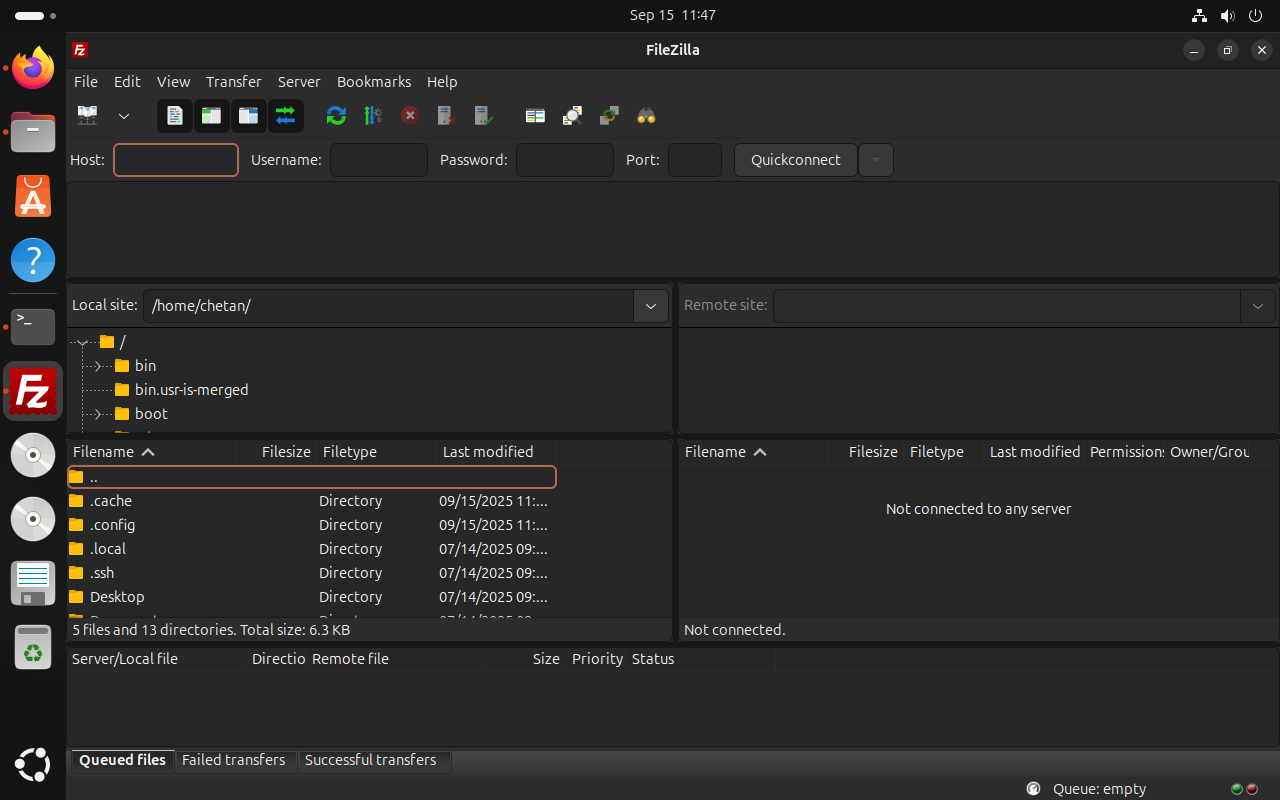 Sep 15 11:47
FileZilla
File Edit View Transfer Server Bookmarks Help
Host: Username: Password: Port: Quickconnect
Local site: /home/chetan/
Remote site:
/
bin
bin.usr-is-merged
boot
Filename Filesize Filetype Last modified
..
.cache Directory 09/15/2025 11:...
.config Directory 09/15/2025 11:...
.local Directory 07/14/2025 09:...
.ssh Directory 07/14/2025 09:...
Desktop Directory 07/14/2025 09:...
5 files and 13 directories. Total size: 6.3 KB
Filename Filesize Filetype Last modified Permissions Owner/Grou
Not connected to any server
Not connected.
Server/Local file Directio Remote file Size Priority Status
Queued files Failed transfers Successful transfers
Queue: empty